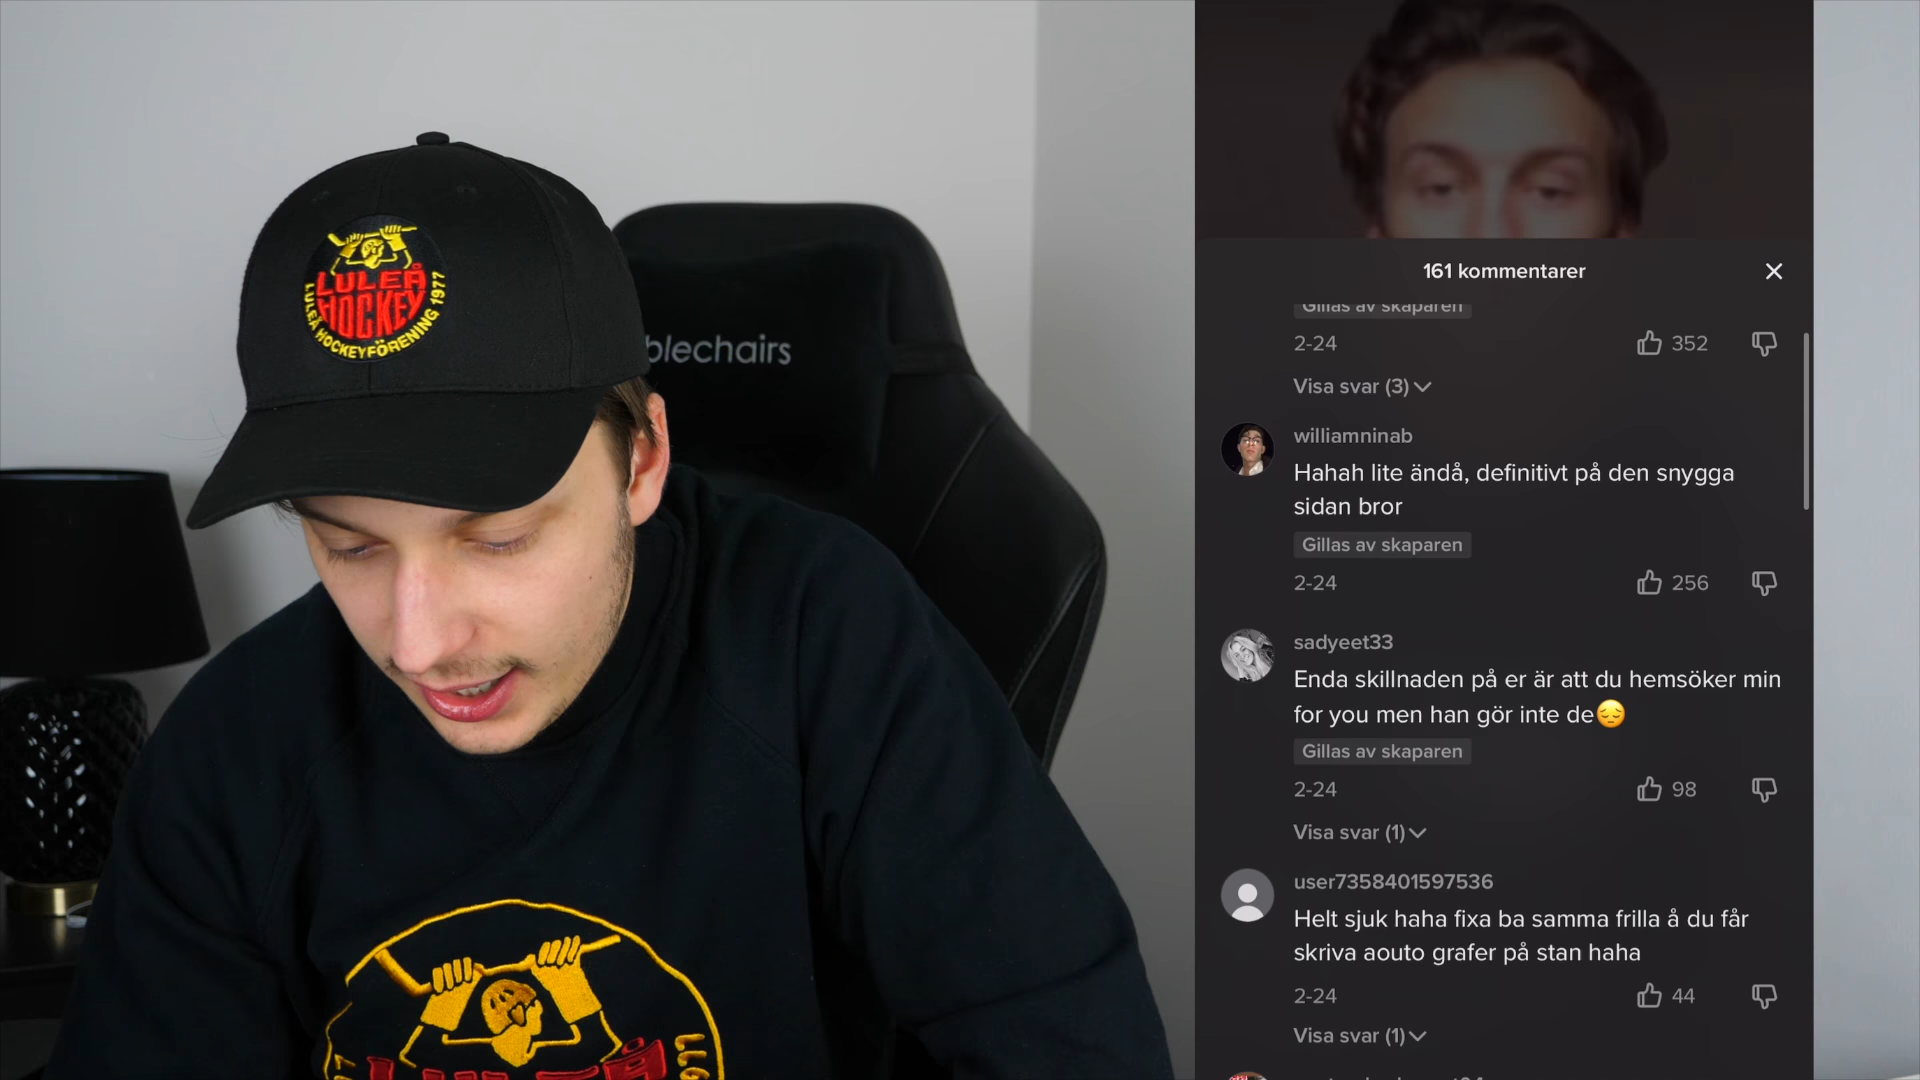 LULEÅ
HOCKEY
LULEÅ HOCKEYFÖRENING 1977
blechairs
LULEÅ
161 kommentarer
Gillas av skaparen
2-24
352
Visa svar (3)
williamninab
Hahah lite ändå, definitivt på den snygga
sidan bror
Gillas av skaparen
2-24
256
sadyeet33
Enda skillnaden på er är att du hemsöker min
for you men han gör inte de😔
Gillas av skaparen
2-24
98
Visa svar (1)
user7358401597536
Helt sjuk haha fixa ba samma frilla å du får
skriva aouto grafer på stan haha
2-24
44
Visa svar (1)